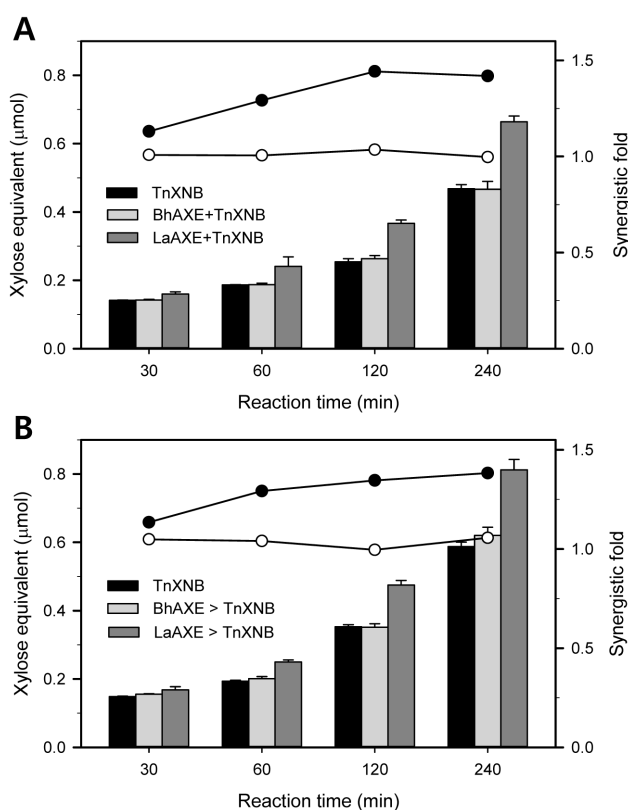 A
Xylose equivalent (μmol)
0.8
0.6
0.4
0.2
0.0
TnXNB
BhAXE+TnXNB
LaAXE+TnXNB
1.5
1.0
0.5
0.0
Synergistic fold
30 60 120 240
Reaction time (min)
B
Xylose equivalent (μmol)
0.8
0.6
0.4
0.2
0.0
TnXNB
BhAXE > TnXNB
LaAXE > TnXNB
1.5
1.0
0.5
0.0
Synergistic fold
30 60 120 240
Reaction time (min)